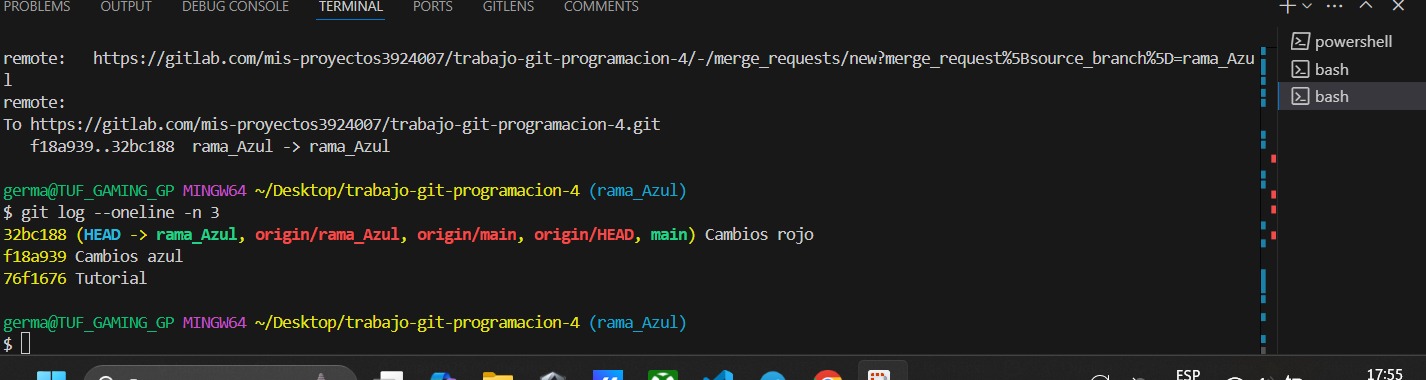 PROBLEMS OUTPUT DEBUG CONSOLE TERMINAL PORTS GITLENS COMMENTS
powershell
bash
bash
remote:   https://gitlab.com/mis-proyectos3924007/trabajo-git-programacion-4/-/merge_requests/new?merge_request%5Bsource_branch%5D=rama_Azu
l
remote:
To https://gitlab.com/mis-proyectos3924007/trabajo-git-programacion-4.git
   f18a939..32bc188  rama_Azul -> rama_Azul
germa@TUF_GAMING_GP MINGW64 ~/Desktop/trabajo-git-programacion-4 (rama_Azul)
$ git log --oneline -n 3
32bc188 (HEAD -> rama_Azul, origin/rama_Azul, origin/main, origin/HEAD, main) Cambios rojo
f18a939 Cambios azul
76f1676 Tutorial
germa@TUF_GAMING_GP MINGW64 ~/Desktop/trabajo-git-programacion-4 (rama_Azul)
$
ESP
17:55